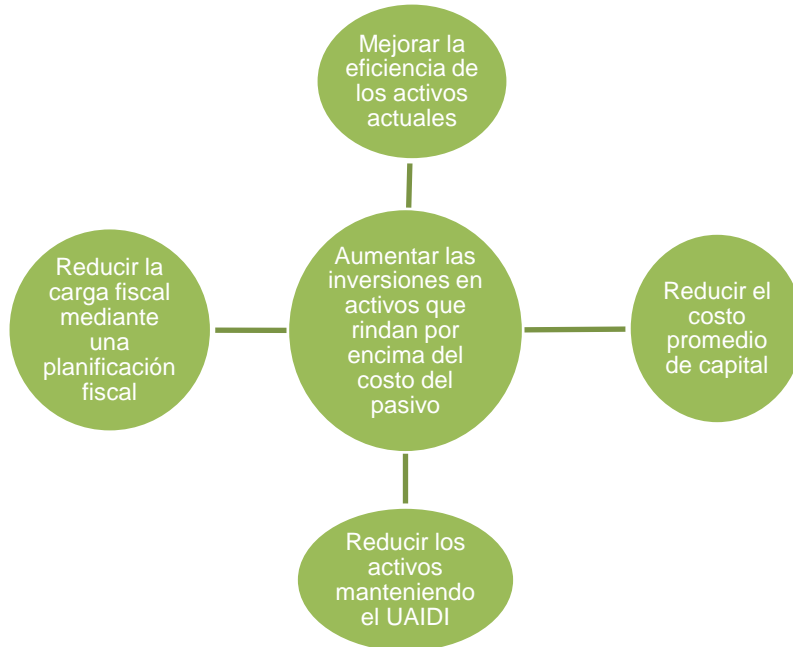 Mejorar la
eficiencia de
los activos
actuales
Reducir la
carga fiscal
mediante
una
planificación
fiscal
Aumentar las
inversiones en
activos que
rindan por
encima del
costo del
pasivo
Reducir el
costo
promedio
de capital
Reducir los
activos
manteniendo
el UAIDI